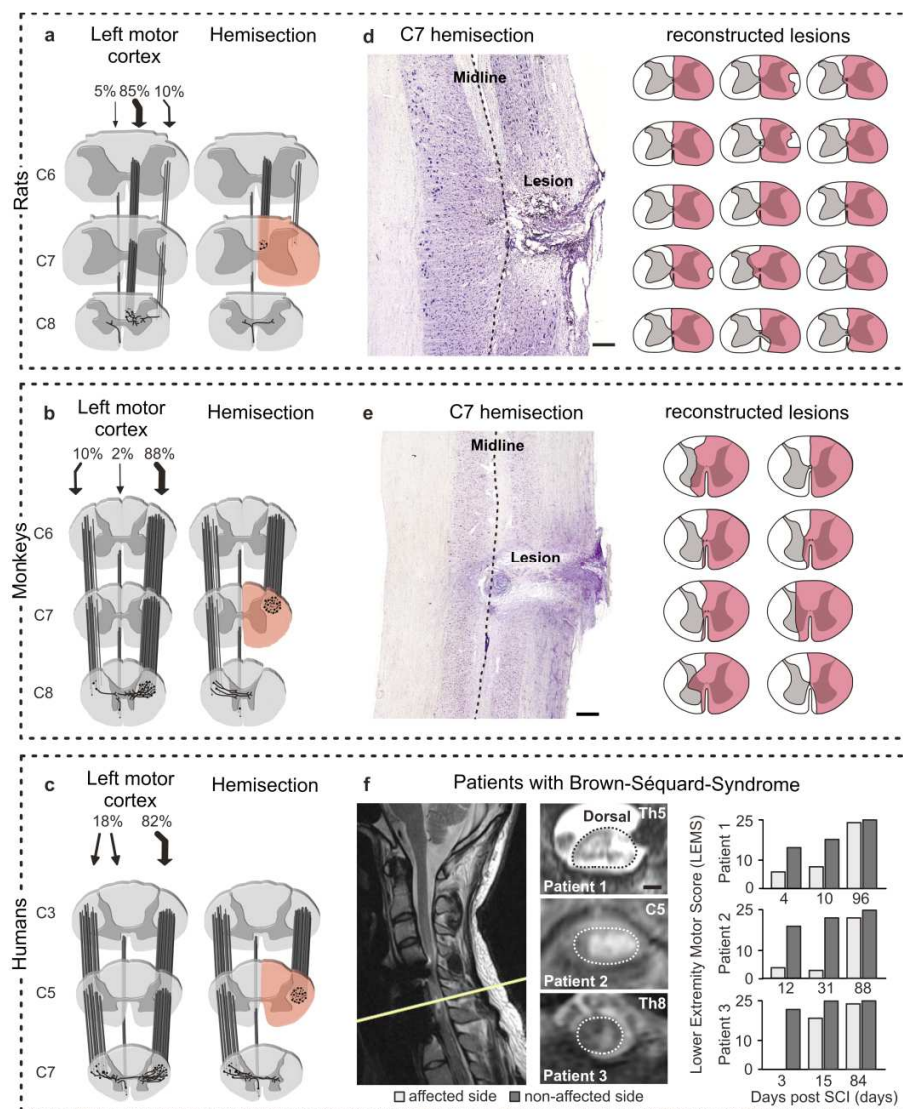 Rats
a
Left motor
cortex
Hemisection
5% 85% 10%
C6
C7
C8
d
C7 hemisection
Midline
Lesion
reconstructed lesions
Monkeys
b
Left motor
cortex
Hemisection
10% 2% 88%
C6
C7
C8
e
C7 hemisection
Midline
Lesion
reconstructed lesions
Humans
c
Left motor
cortex
Hemisection
18% 82%
C3
C5
C7
f
Patients with Brown-Séquard-Syndrome
Dorsal
Th5
Patient 1
C5
Patient 2
Th8
Patient 3
Lower Extremity Motor Score (LEMS)
Patient 1
25
15
0
4 10 96
Patient 2
25
15
0
12 31 88
Patient 3
25
15
0
3 15 84
Days post SCI (days)
affected side non-affected side